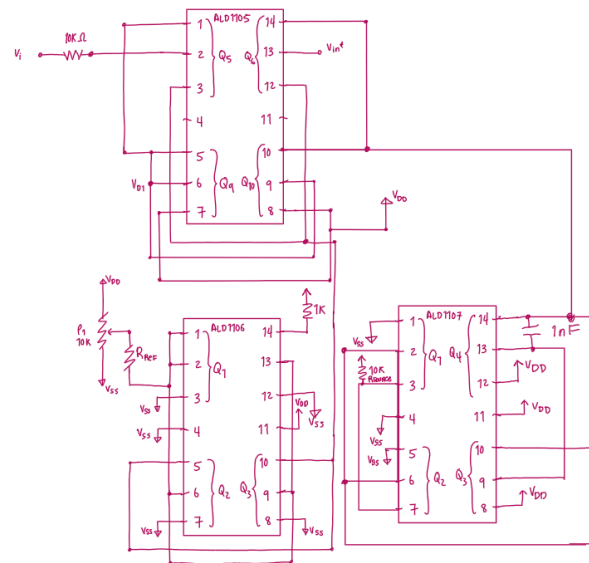 ALD1105
Vi
10KΩ
1
2
3
4
5
6
7
Q5
Q6
Q9
Q10
14
13
12
11
10
9
8
Vin+
VD1
VDD
VDD
P1
10K
VSS
RREF
ALD1106
1
2
3
4
5
6
7
Q1
Q2
Q3
14
13
12
11
10
9
8
1K
VSS
VSS
VSS
VDD
VSS
VSS
ALD1107
1
2
3
4
5
6
7
Q1
Q4
Q2
Q3
14
13
12
11
10
9
8
VSS
10K
RSOURCE
VSS
VSS
1nF
VDD
VDD
VDD